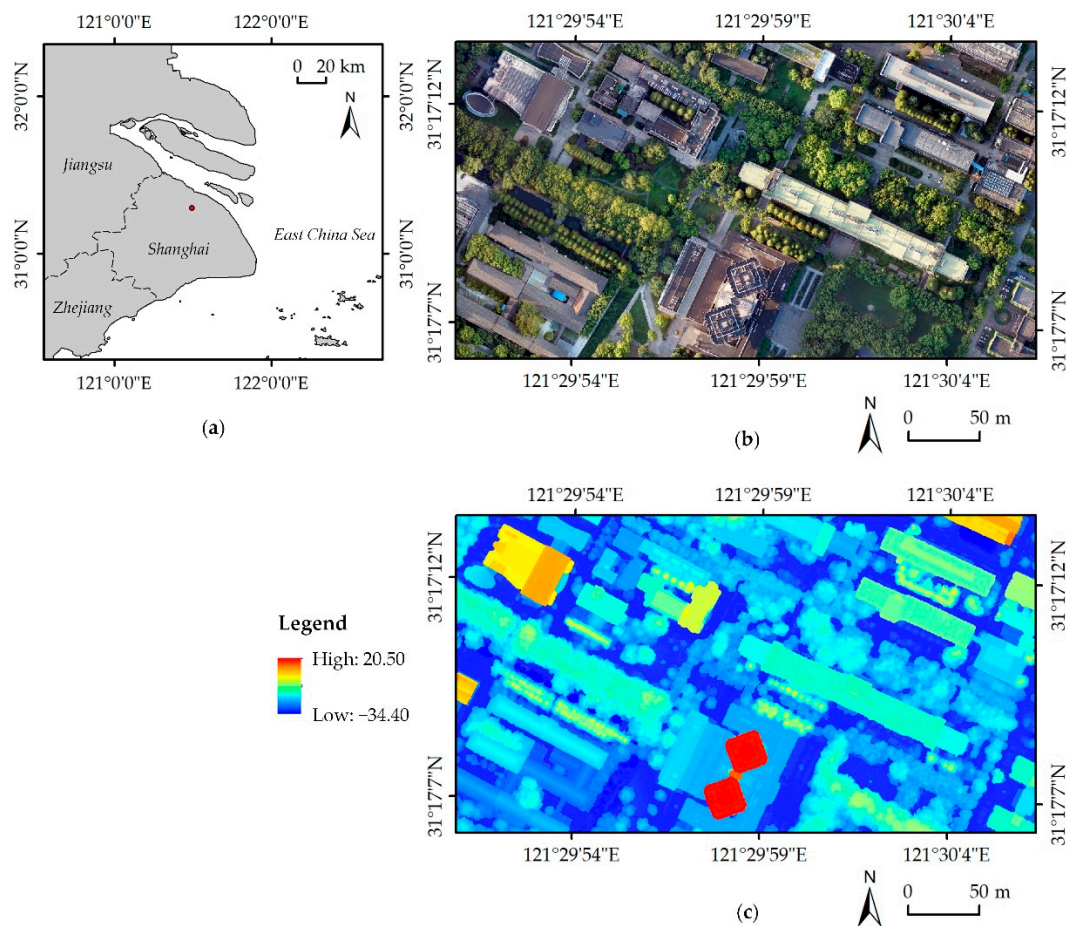 121°0'0"E 122°0'0"E
0 20 km
N
32°0'0"N
32°0'0"N
Jiangsu
Shanghai
East China Sea
31°0'0"N
31°0'0"N
Zhejiang
121°0'0"E 122°0'0"E
(a)
121°29'54"E 121°29'59"E 121°30'4"E
31°17'12"N
31°17'12"N
31°17'7"N
31°17'7"N
121°29'54"E 121°29'59"E 121°30'4"E
N
0 50 m
(b)
121°29'54"E 121°29'59"E 121°30'4"E
31°17'12"N
31°17'12"N
Legend
High: 20.50
Low: −34.40
31°17'7"N
31°17'7"N
121°29'54"E 121°29'59"E 121°30'4"E
N
0 50 m
(c)